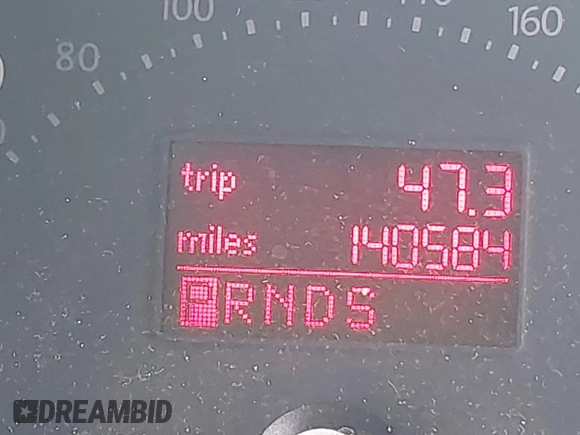 100
160
80
trip 47.3
miles 140584
PRNDS
DREAMBID